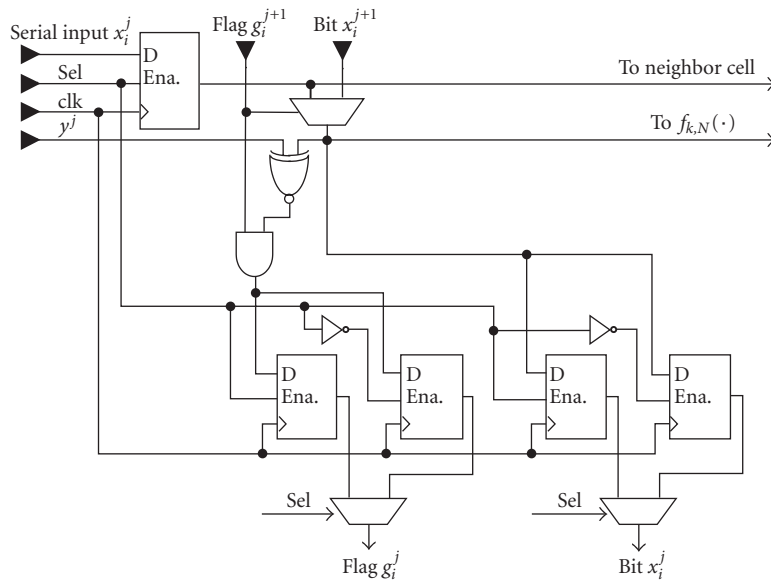 Serial input $x_i^j$
Flag $g_i^{j+1}$
Bit $x_i^{j+1}$
D
Sel
Ena.
To neighbor cell
clk
$y^j$
To $f_{k,N}(\cdot)$
D
Ena.
D
Ena.
D
Ena.
D
Ena.
Sel
Sel
Flag $g_i^j$
Bit $x_i^j$